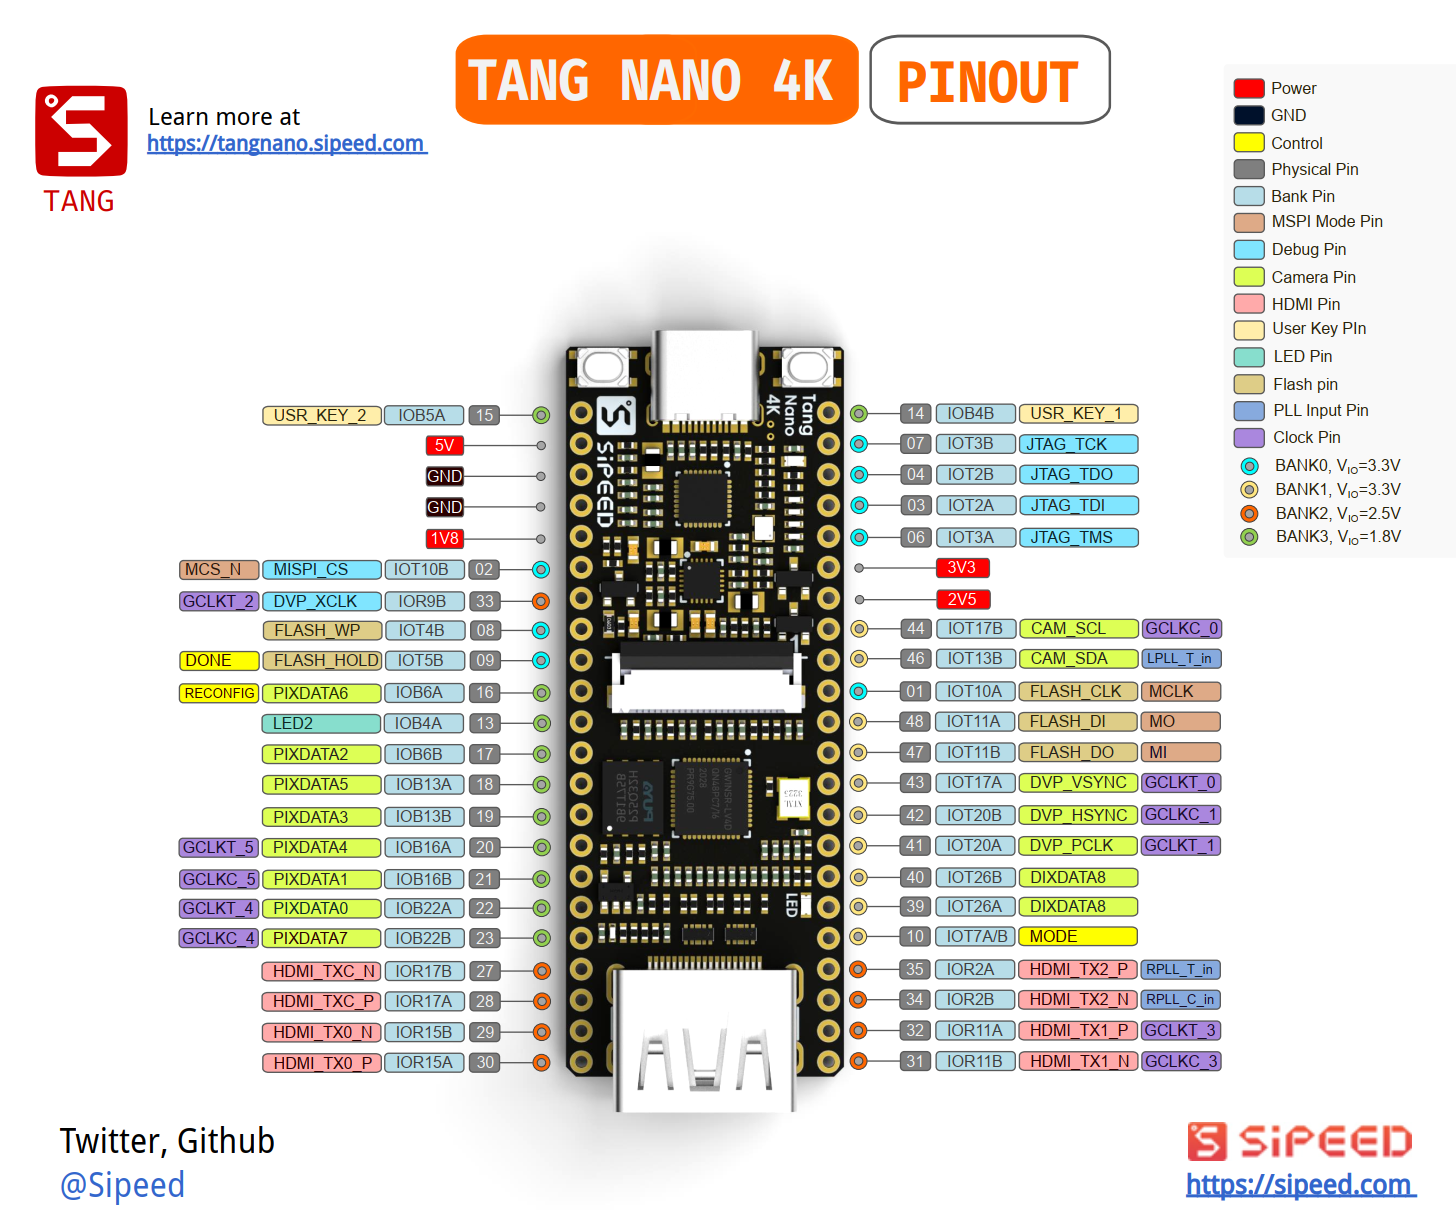 TANG NANO 4K PINOUT
TANG
Learn more at
https://tangnano.sipeed.com
Power
GND
Control
Physical Pin
Bank Pin
MSPI Mode Pin
Debug Pin
Camera Pin
HDMI Pin
User Key PIn
LED Pin
Flash pin
PLL Input Pin
Clock Pin
BANK0, VIO=3.3V
BANK1, VIO=3.3V
BANK2, VIO=2.5V
BANK3, VIO=1.8V
USR_KEY_2 IOB5A 15
5V
GND
GND
1V8
MCS_N MISPI_CS IOT10B 02
GCLKT_2 DVP_XCLK IOR9B 33
FLASH_WP IOT4B 08
DONE FLASH_HOLD IOT5B 09
RECONFIG PIXDATA6 IOB6A 16
LED2 IOB4A 13
PIXDATA2 IOB6B 17
PIXDATA5 IOB13A 18
PIXDATA3 IOB13B 19
GCLKT_5 PIXDATA4 IOB16A 20
GCLKC_5 PIXDATA1 IOB16B 21
GCLKT_4 PIXDATA0 IOB22A 22
GCLKC_4 PIXDATA7 IOB22B 23
HDMI_TXC_N IOR17B 27
HDMI_TXC_P IOR17A 28
HDMI_TX0_N IOR15B 29
HDMI_TX0_P IOR15A 30
SiPEED
Tang
Nano
4K
1
LED
14 IOB4B USR_KEY_1
07 IOT3B JTAG_TCK
04 IOT2B JTAG_TDO
03 IOT2A JTAG_TDI
06 IOT3A JTAG_TMS
3V3
2V5
44 IOT17B CAM_SCL GCLKC_0
46 IOT13B CAM_SDA LPLL_T_in
01 IOT10A FLASH_CLK MCLK
48 IOT11A FLASH_DI MO
47 IOT11B FLASH_DO MI
43 IOT17A DVP_VSYNC GCLKT_0
42 IOT20B DVP_HSYNC GCLKC_1
41 IOT20A DVP_PCLK GCLKT_1
40 IOT26B DIXDATA8
39 IOT26A DIXDATA8
10 IOT7A/B MODE
35 IOR2A HDMI_TX2_P RPLL_T_in
34 IOR2B HDMI_TX2_N RPLL_C_in
32 IOR11A HDMI_TX1_P GCLKT_3
31 IOR11B HDMI_TX1_N GCLKC_3
Twitter, Github
@Sipeed
SiPEED
https://sipeed.com